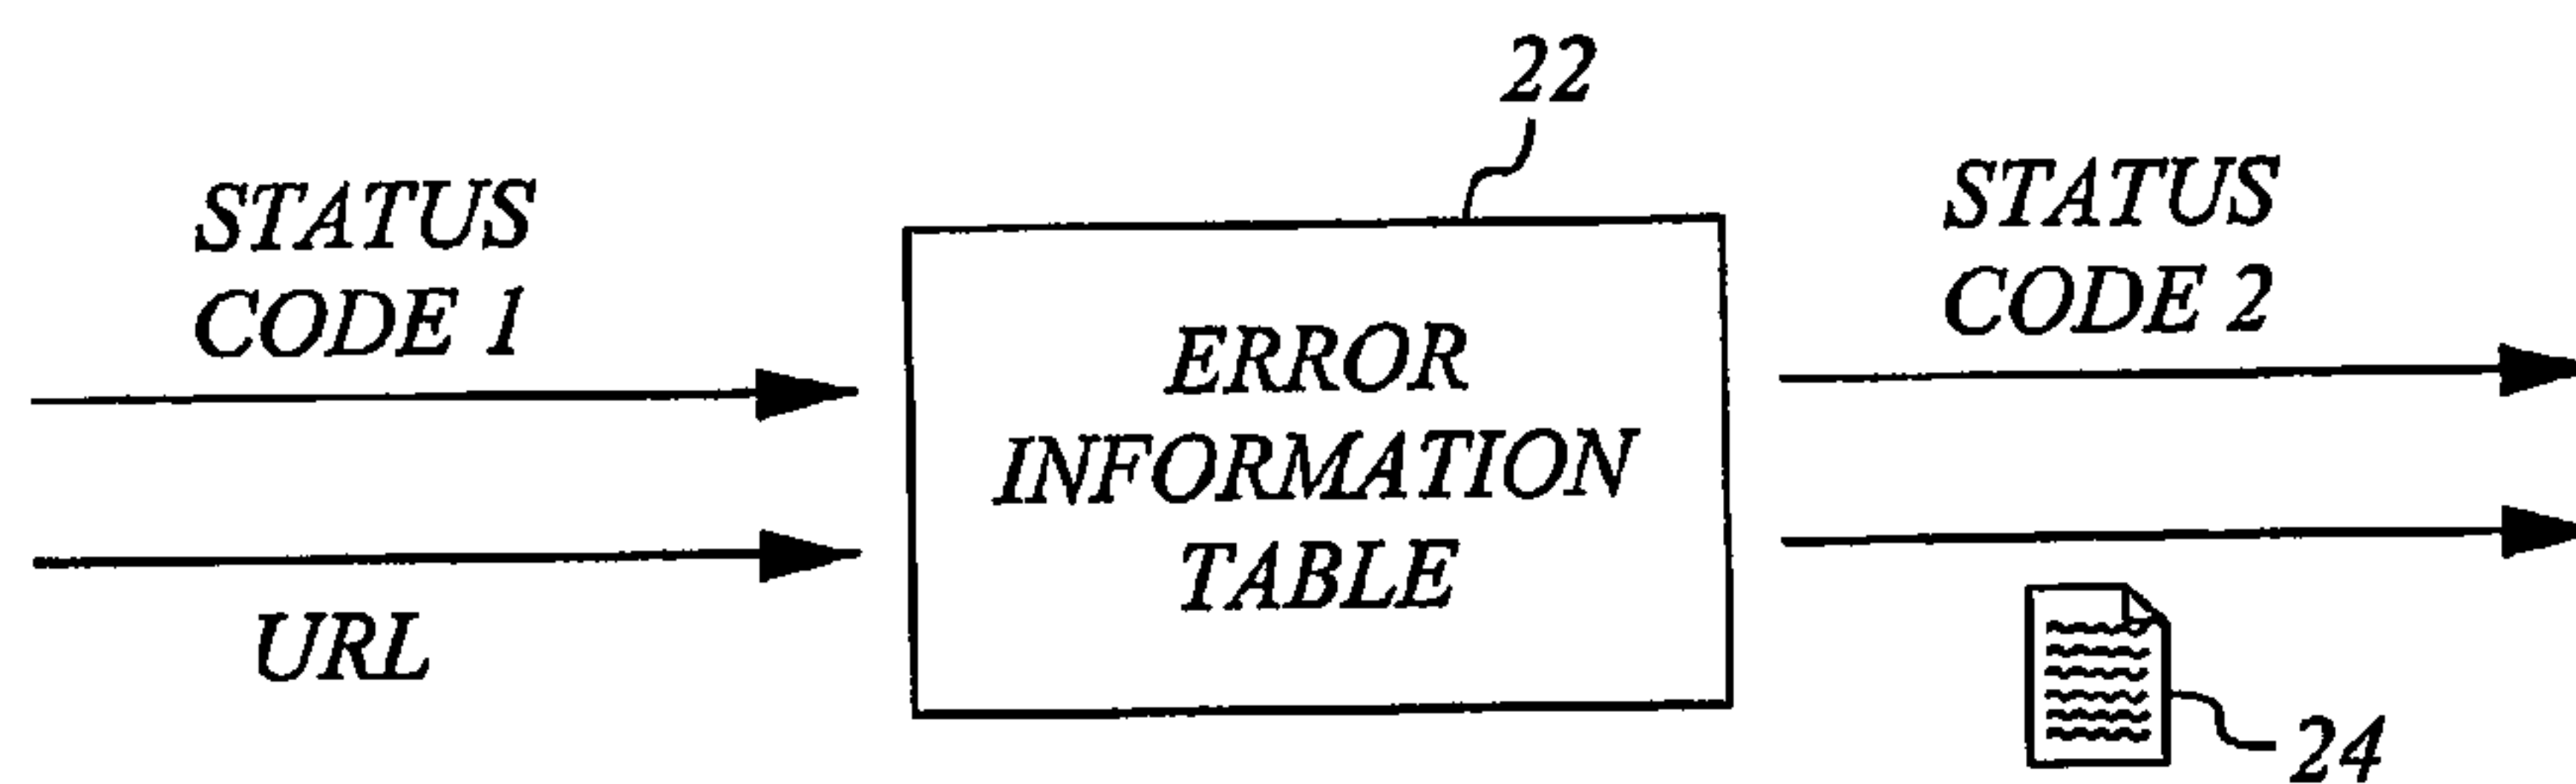 22
STATUS
CODE 1
URL
ERROR
INFORMATION
TABLE
STATUS
CODE 2
24